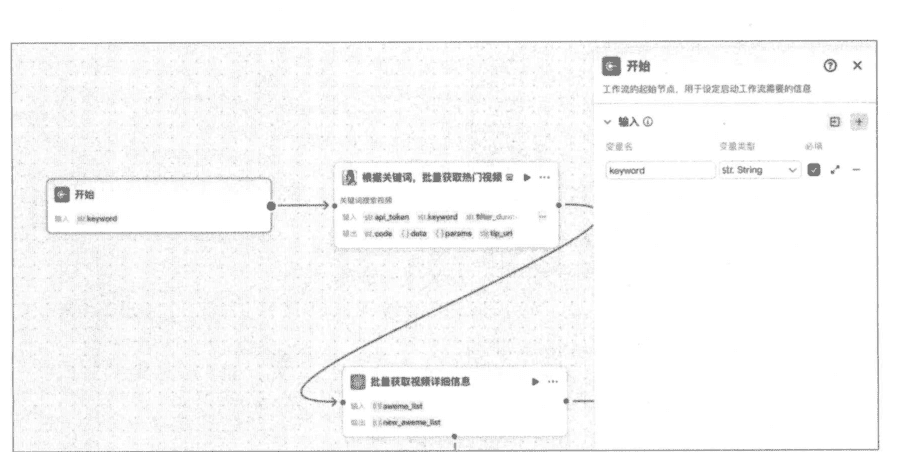 开始
输入 str.keyword
根据关键词，批量获取热门视频
关键词搜索视频
输入 str.api_token str.keyword str.filter_durati
输出 str.code {}data {}params str.tip_url
批量获取视频详细信息
输入 aweme_list
输出 new_aweme_list
开始
工作流的起始节点，用于设定启动工作流需要的信息
输入
变量名 变量类型 必填
keyword str. String